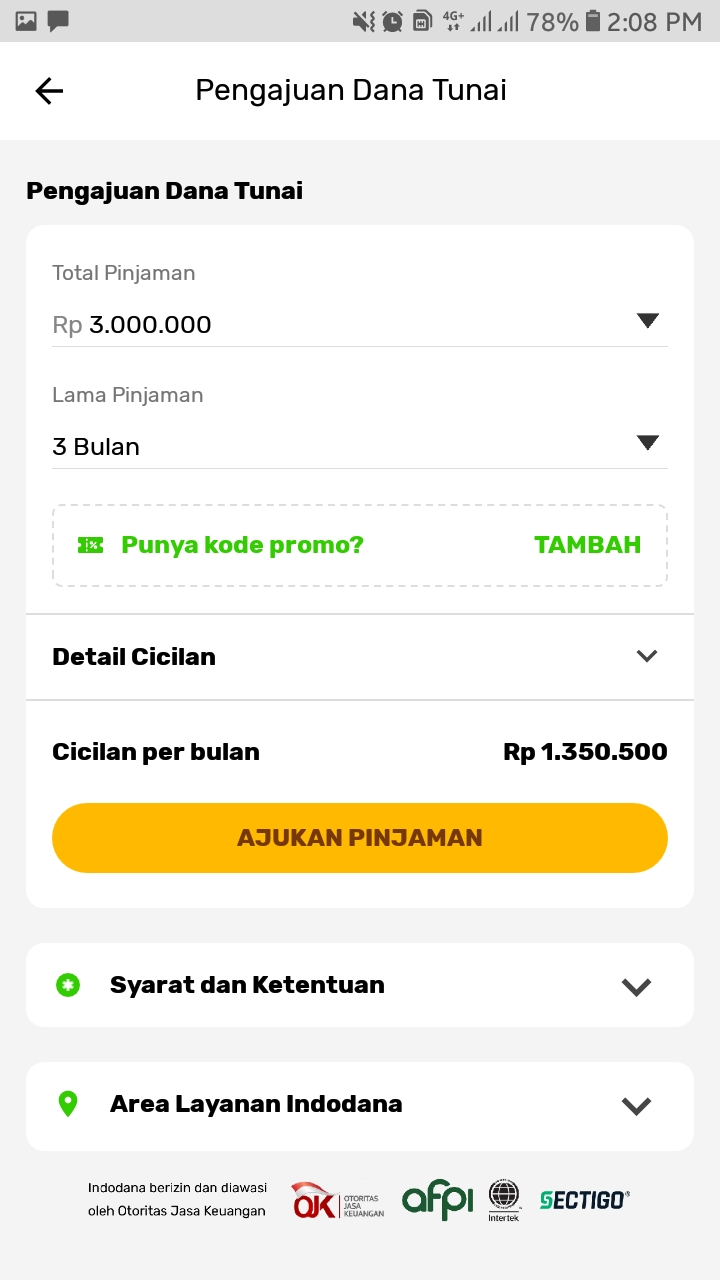 4G+ 78% 2:08 PM
Pengajuan Dana Tunai
Pengajuan Dana Tunai
Total Pinjaman
Rp 3.000.000
Lama Pinjaman
3 Bulan
Punya kode promo? TAMBAH
Detail Cicilan
Cicilan per bulan Rp 1.350.500
AJUKAN PINJAMAN
Syarat dan Ketentuan
Area Layanan Indodana
Indodana berizin dan diawasi
oleh Otoritas Jasa Keuangan
OJK OTORITAS
JASA
KEUANGAN
afpi
Intertek
SECTIGO®